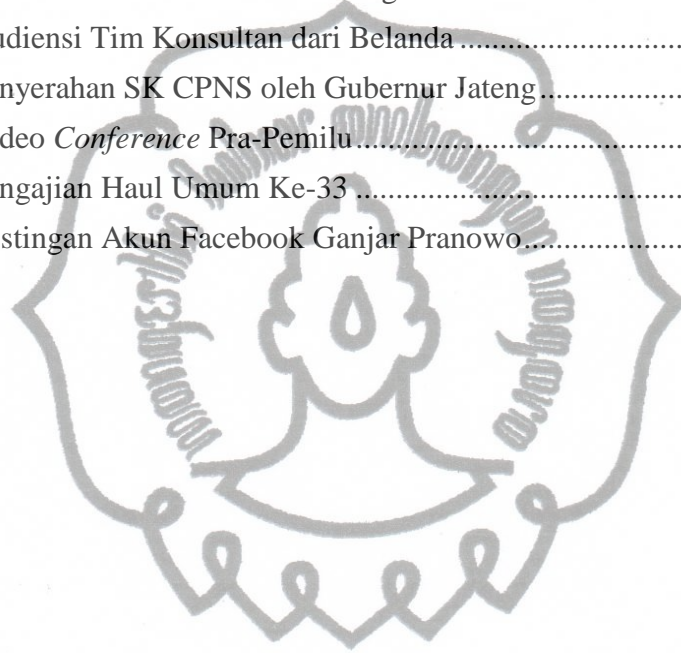 udiensi Tim Konsultan dari Belanda ........................................
nyerahan SK CPNS oleh Gubernur Jateng.........................
deo Conference Pra-Pemilu .........................................................
ngajian Haul Umum Ke-33 .........................................................
stingan Akun Facebook Ganjar Pranowo............................